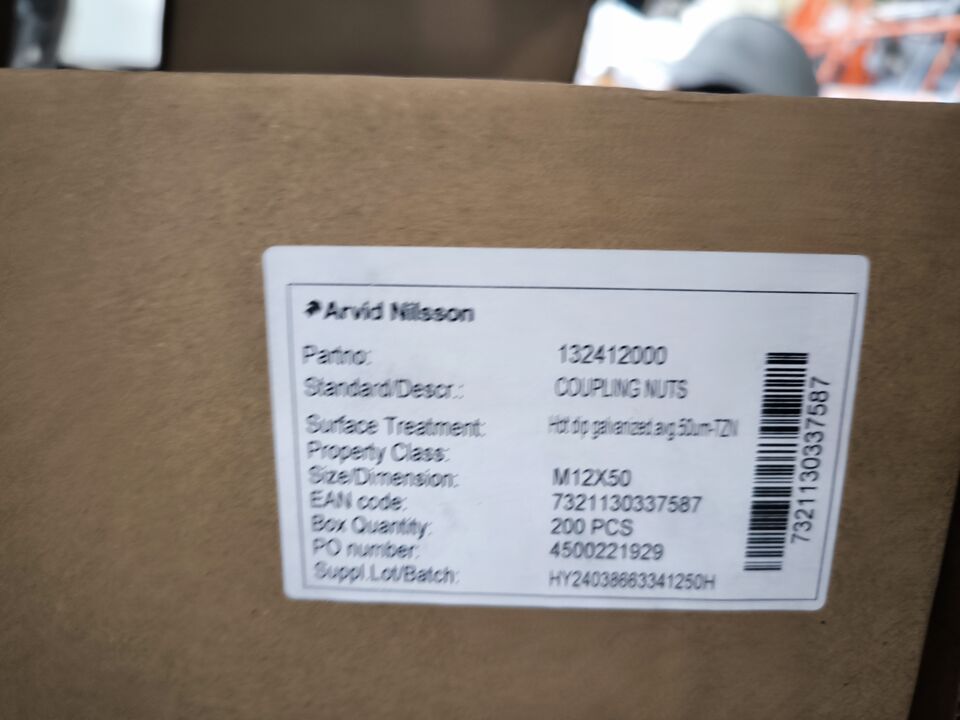 Arvid Nilsson
Partno: 132412000
Standard/Descr.: COUPLING NUTS
Surface Treatment: Hot dip galvanized,avg.50um-TZN
Property Class:
Size/Dimension: M12X50
EAN code: 7321130337587
Box Quantity: 200 PCS
PO number: 4500221929
Suppl.Lot/Batch: HY24038663341250H
7321130337587